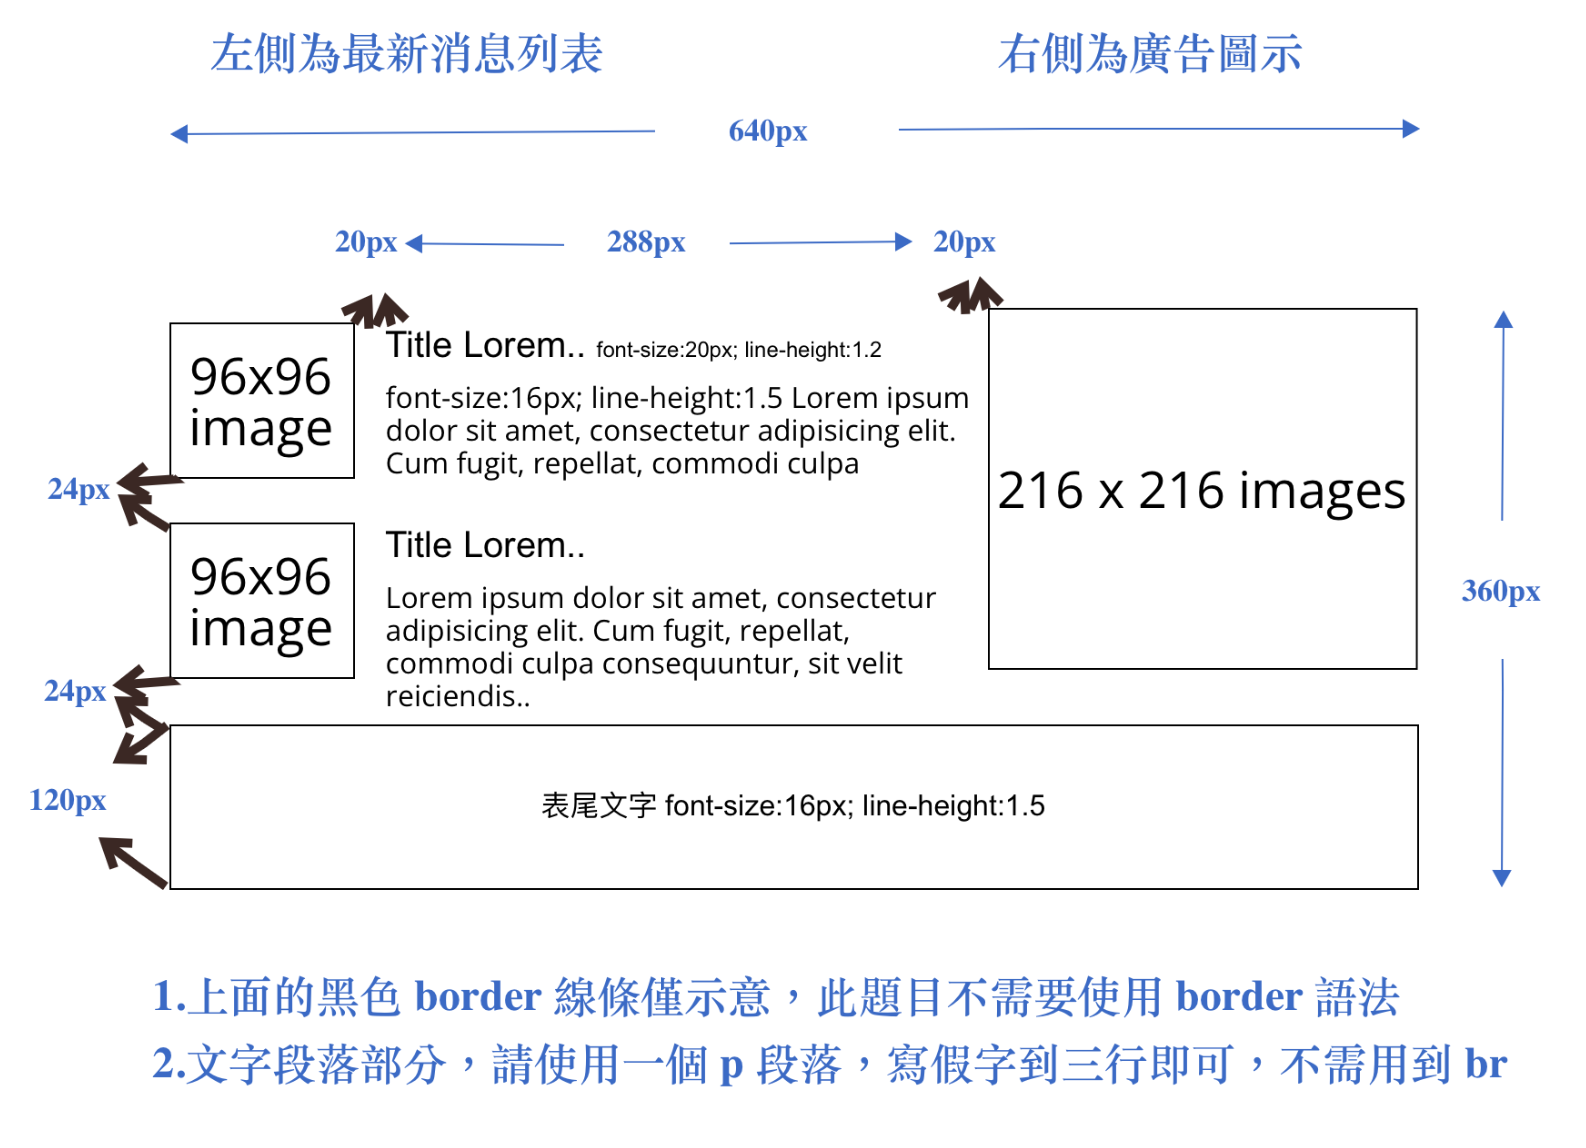 左側為最新消息列表
右側為廣告圖示
640px
20px
288px
20px
96x96
image
Title Lorem.. font-size:20px; line-height:1.2
font-size:16px; line-height:1.5 Lorem ipsum
dolor sit amet, consectetur adipisicing elit.
Cum fugit, repellat, commodi culpa
216 x 216 images
24px
96x96
image
Title Lorem..
Lorem ipsum dolor sit amet, consectetur
adipisicing elit. Cum fugit, repellat,
commodi culpa consequuntur, sit velit
reiciendis..
360px
24px
120px
表尾文字 font-size:16px; line-height:1.5
1.上面的黑色 border 線條僅示意，此題目不需要使用 border 語法
2.文字段落部分，請使用一個 p 段落，寫假字到三行即可，不需用到 br